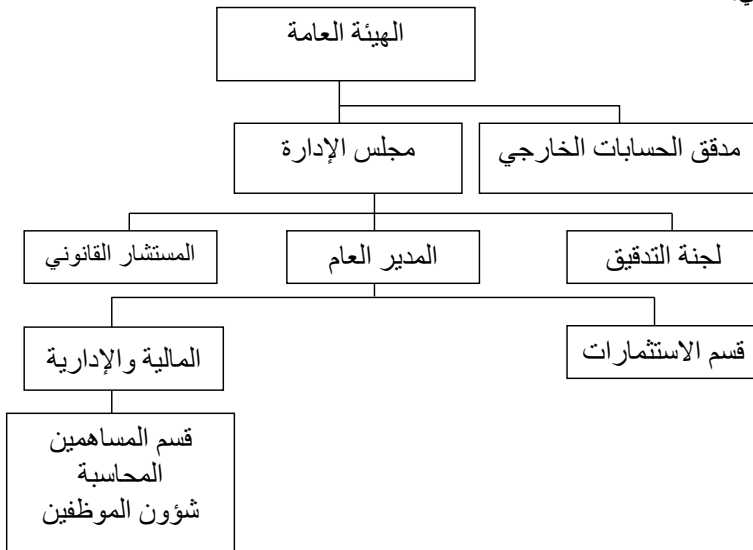 الهيئة العامة
مدقق الحسابات الخارجي
مجلس الإدارة
لجنة التدقيق
المدير العام
المستشار القانوني
قسم الاستثمارات
المالية والإدارية
قسم المساهمين
المحاسبة
شؤون الموظفين